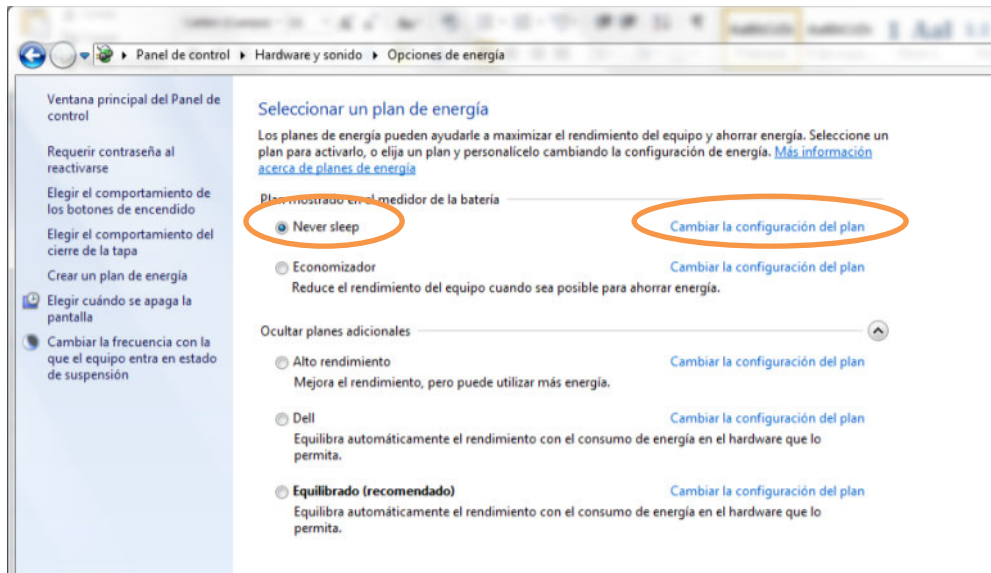 Panel de control ▸ Hardware y sonido ▸ Opciones de energía
Ventana principal del Panel de
control
Requerir contraseña al
reactivarse
Elegir el comportamiento de
los botones de encendido
Elegir el comportamiento del
cierre de la tapa
Crear un plan de energía
Elegir cuándo se apaga la
pantalla
Cambiar la frecuencia con la
que el equipo entra en estado
de suspensión
Seleccionar un plan de energía
Los planes de energía pueden ayudarle a maximizar el rendimiento del equipo y ahorrar energía. Seleccione un
plan para activarlo, o elija un plan y personalícelo cambiando la configuración de energía. Más información
acerca de planes de energía
Plan mostrado en el medidor de la batería
Never sleep Cambiar la configuración del plan
Economizador Cambiar la configuración del plan
Reduce el rendimiento del equipo cuando sea posible para ahorrar energía.
Ocultar planes adicionales
Alto rendimiento Cambiar la configuración del plan
Mejora el rendimiento, pero puede utilizar más energía.
Dell Cambiar la configuración del plan
Equilibra automáticamente el rendimiento con el consumo de energía en el hardware que lo
permita.
Equilibrado (recomendado) Cambiar la configuración del plan
Equilibra automáticamente el rendimiento con el consumo de energía en el hardware que lo
permita.